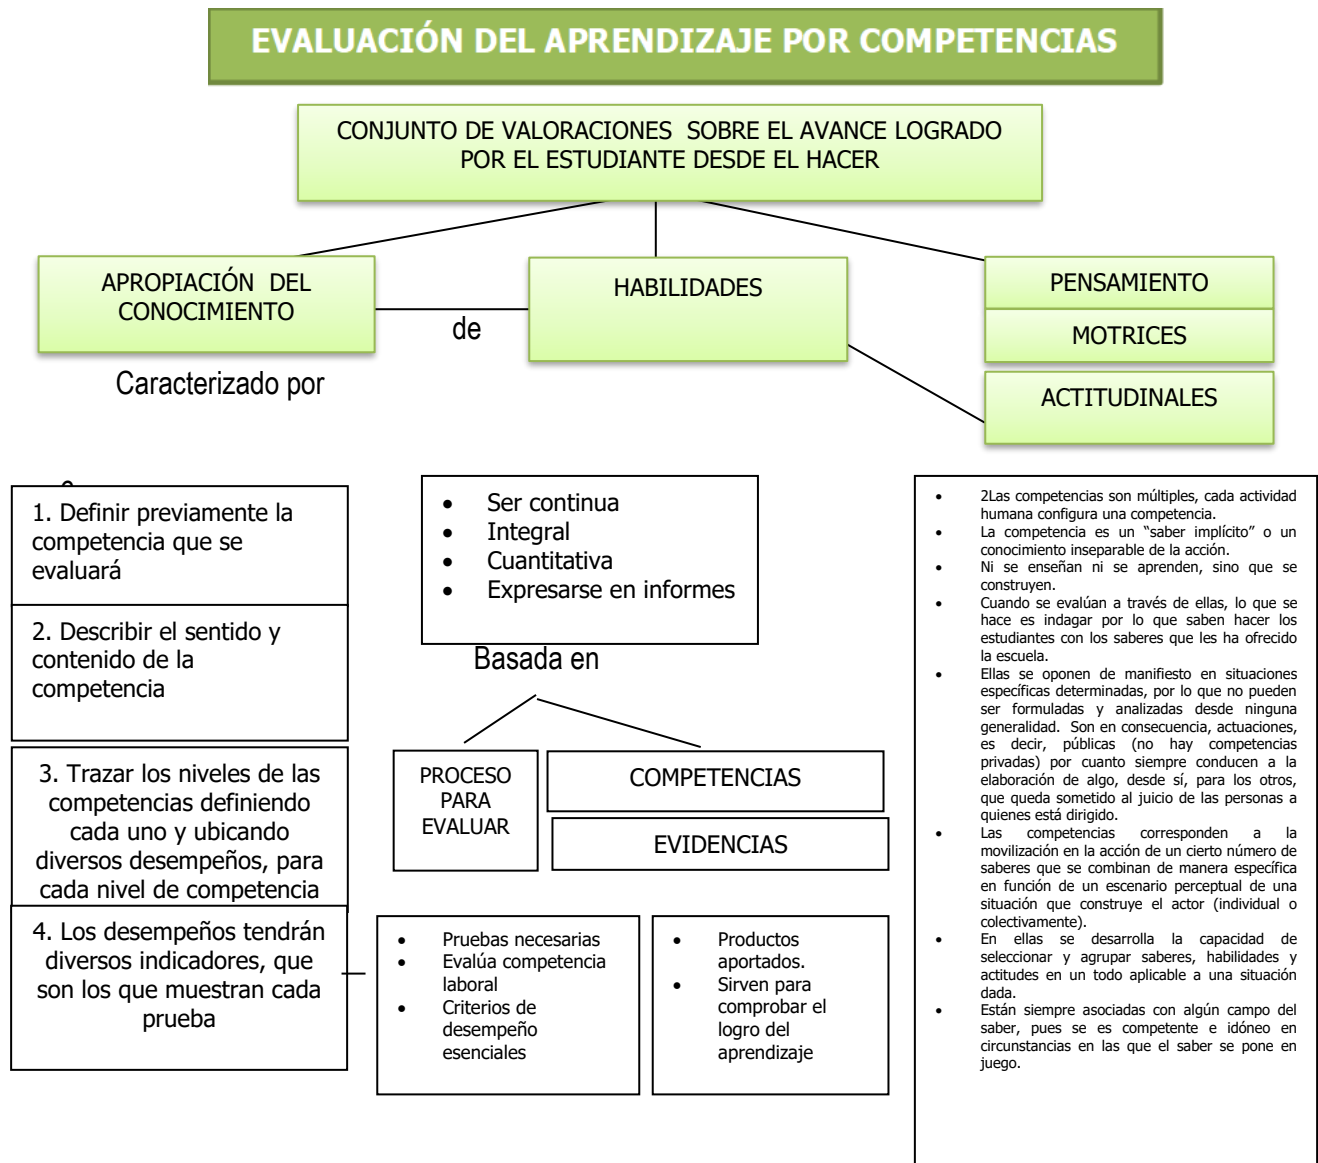 EVALUACIÓN DEL APRENDIZAJE POR COMPETENCIAS
CONJUNTO DE VALORACIONES SOBRE EL AVANCE LOGRADO
POR EL ESTUDIANTE DESDE EL HACER
APROPIACIÓN DEL
CONOCIMIENTO
de
HABILIDADES
PENSAMIENTO
MOTRICES
ACTITUDINALES
Caracterizado por
1. Definir previamente la
competencia que se
evaluará
2. Describir el sentido y
contenido de la
competencia
3. Trazar los niveles de las
competencias definiendo
cada uno y ubicando
diversos desempeños, para
cada nivel de competencia
4. Los desempeños tendrán
diversos indicadores, que
son los que muestran cada
prueba
• Ser continua
• Integral
• Cuantitativa
• Expresarse en informes
Basada en
PROCESO
PARA
EVALUAR
COMPETENCIAS
EVIDENCIAS
• Pruebas necesarias
• Evalúa competencia
laboral
• Criterios de
desempeño
esenciales
• Productos
aportados.
• Sirven para
comprobar el
logro del
aprendizaje
• 2Las competencias son múltiples, cada actividad
humana configura una competencia.
• La competencia es un “saber implícito” o un
conocimiento inseparable de la acción.
• Ni se enseñan ni se aprenden, sino que se
construyen.
• Cuando se evalúan a través de ellas, lo que se
hace es indagar por lo que saben hacer los
estudiantes con los saberes que les ha ofrecido
la escuela.
• Ellas se oponen de manifiesto en situaciones
específicas determinadas, por lo que no pueden
ser formuladas y analizadas desde ninguna
generalidad. Son en consecuencia, actuaciones,
es decir, públicas (no hay competencias
privadas) por cuanto siempre conducen a la
elaboración de algo, desde sí, para los otros,
que queda sometido al juicio de las personas a
quienes está dirigido.
• Las competencias corresponden a la
movilización en la acción de un cierto número de
saberes que se combinan de manera específica
en función de un escenario perceptual de una
situación que construye el actor (individual o
colectivamente).
• En ellas se desarrolla la capacidad de
seleccionar y agrupar saberes, habilidades y
actitudes en un todo aplicable a una situación
dada.
• Están siempre asociadas con algún campo del
saber, pues se es competente e idóneo en
circunstancias en las que el saber se pone en
juego.